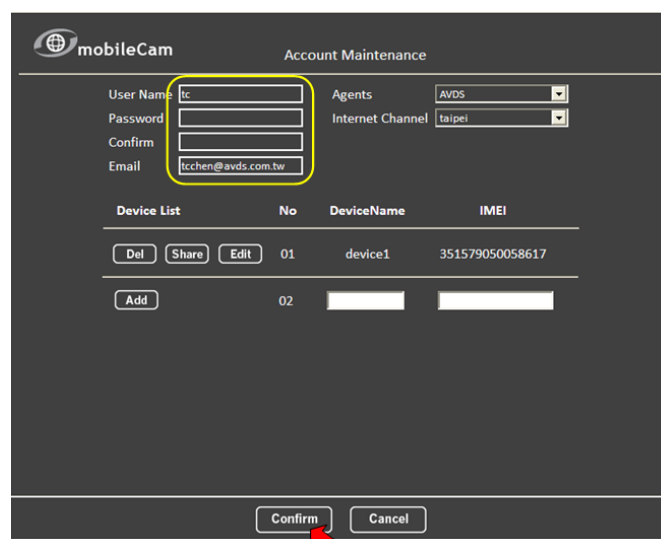 mobileCam
Account Maintenance
User Name tc Agents AVDS
Password Internet Channel taipei
Confirm
Email tcchen@avds.com.tw
Device List No DeviceName IMEI
Del Share Edit 01 device1 351579050058617
Add 02
Confirm Cancel